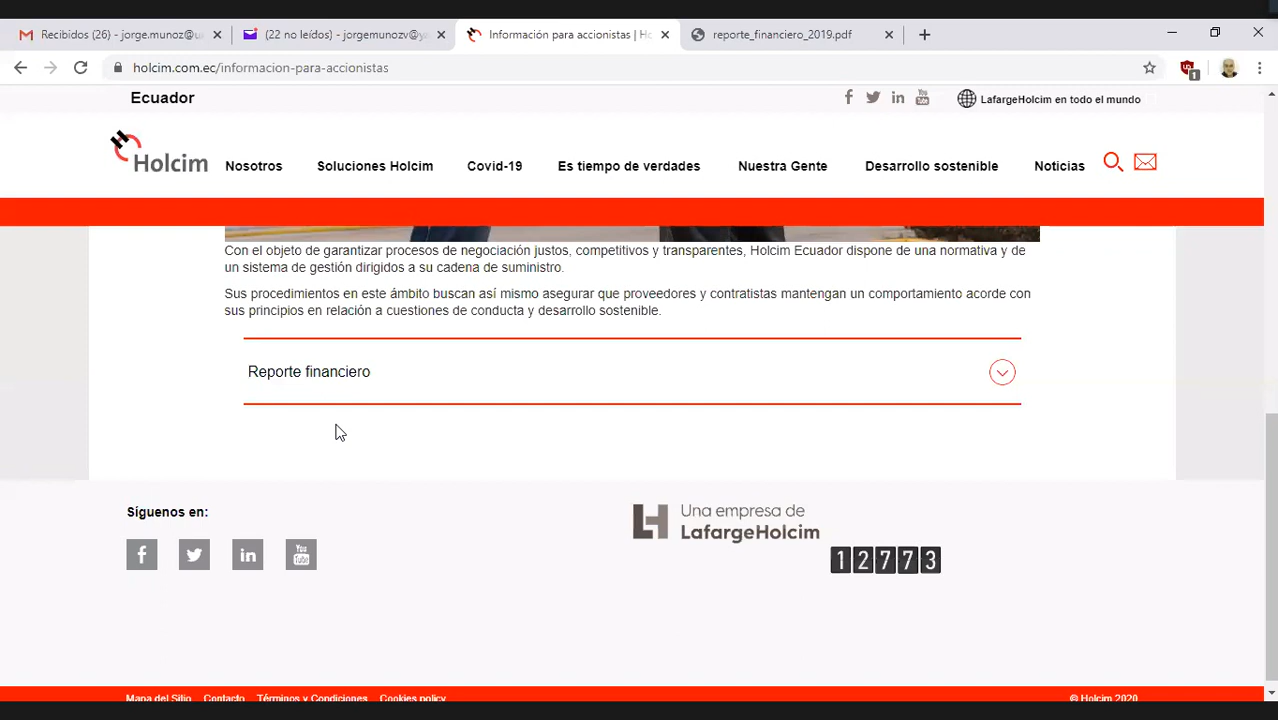 Recibidos (26) - jorge.munoz@u
(22 no leídos) - jorgemunozv@y
Información para accionistas | Ho
reporte_financiero_2019.pdf
holcim.com.ec/informacion-para-accionistas
1
Ecuador
LafargeHolcim en todo el mundo
Holcim
Nosotros
Soluciones Holcim
Covid-19
Es tiempo de verdades
Nuestra Gente
Desarrollo sostenible
Noticias
Con el objeto de garantizar procesos de negociación justos, competitivos y transparentes, Holcim Ecuador dispone de una normativa y de
un sistema de gestión dirigidos a su cadena de suministro.
Sus procedimientos en este ámbito buscan así mismo asegurar que proveedores y contratistas mantengan un comportamiento acorde con
sus principios en relación a cuestiones de conducta y desarrollo sostenible.
Reporte financiero
Síguenos en:
Una empresa de
LafargeHolcim
12773
Mapa del Sitio
Contacto
Términos y Condiciones
Cookies policy
© Holcim 2020